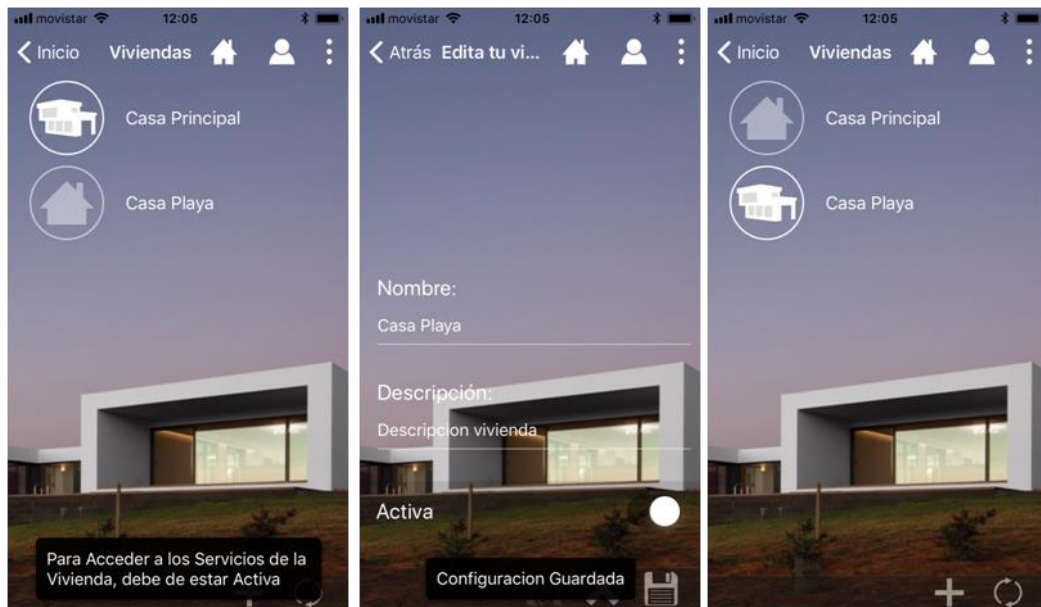 movistar 12:05
Inicio Viviendas
Casa Principal
Casa Playa
Para Acceder a los Servicios de la
Vivienda, debe de estar Activa
movistar 12:05
Atrás Edita tu vi...
Nombre:
Casa Playa
Descripción:
Descripcion vivienda
Activa
Configuracion Guardada
movistar 12:05
Inicio Viviendas
Casa Principal
Casa Playa